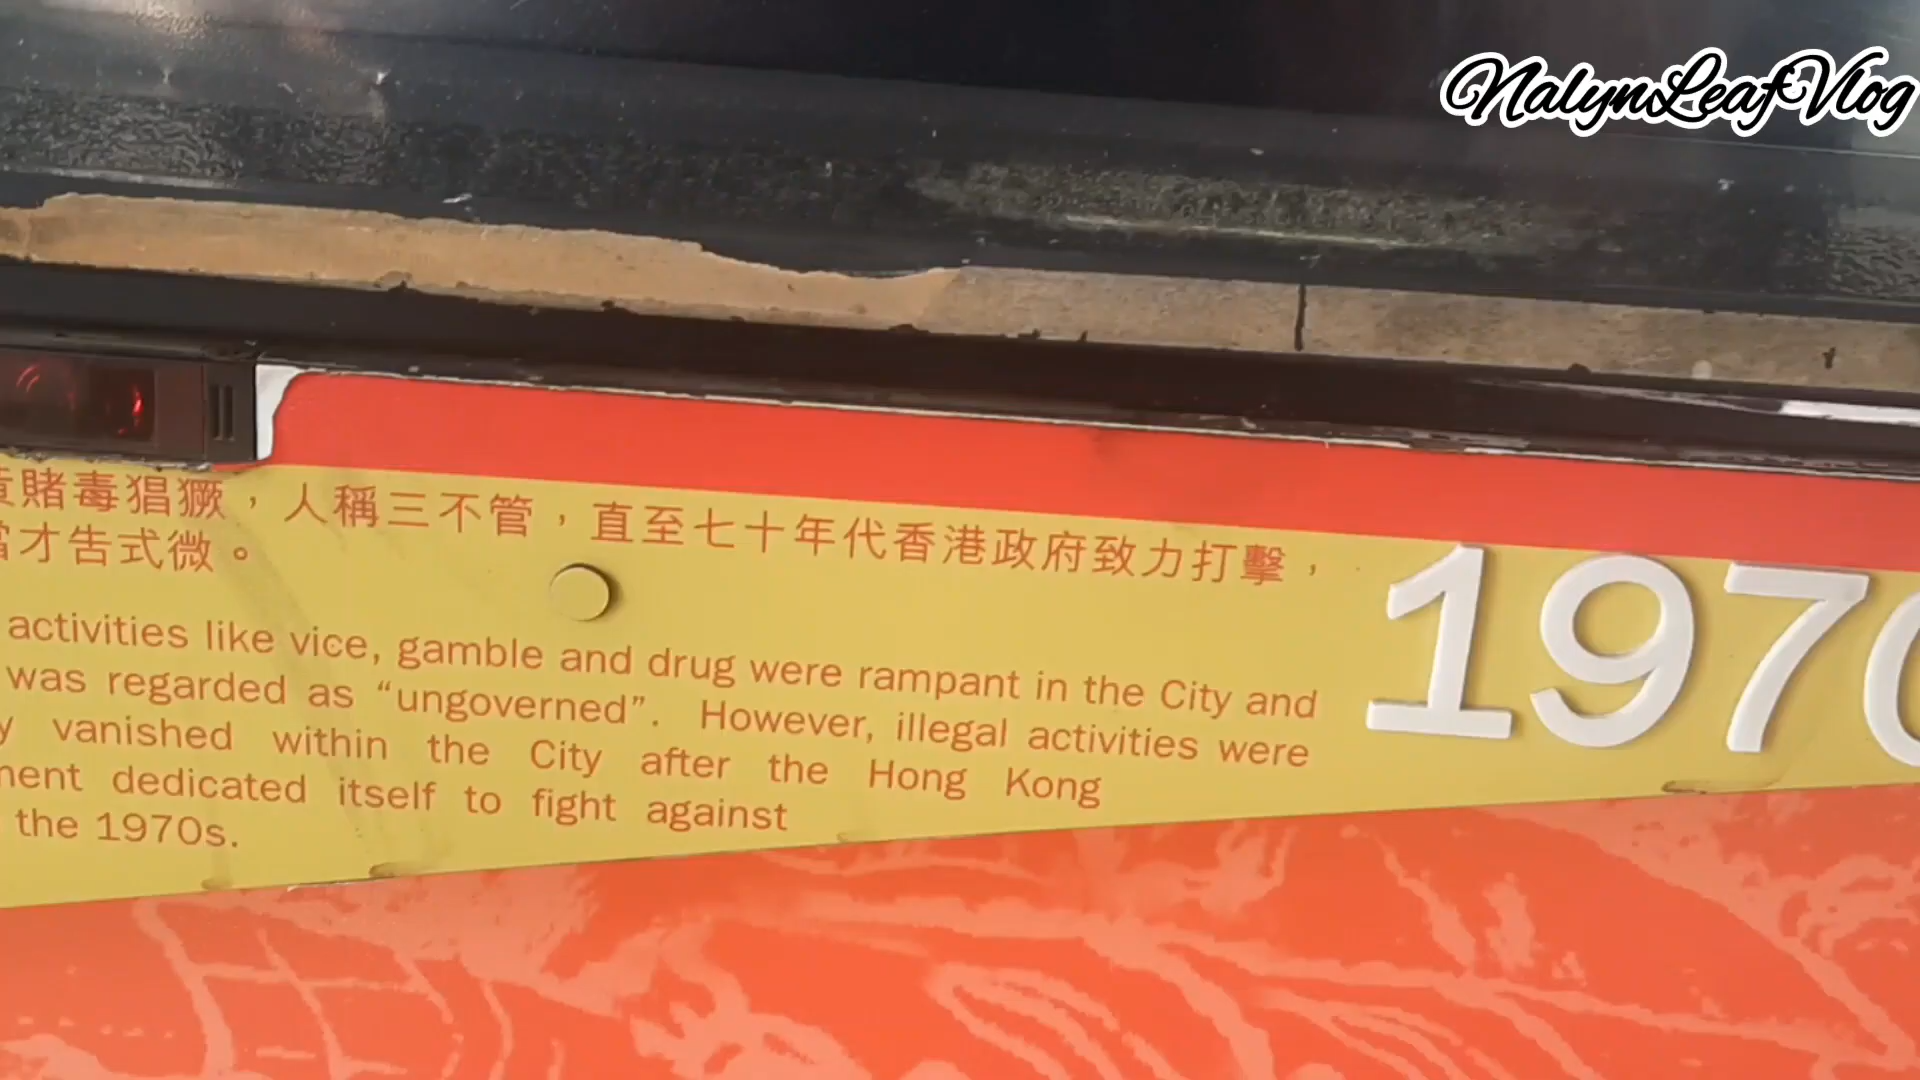 NalynLeafVlog
賭毒猖獗，人稱三不管，直至七十年代香港政府致力打擊，
才告式微。
activities like vice, gamble and drug were rampant in the City and
was regarded as “ungoverned”. However, illegal activities were
vanished within the City after the Hong Kong
dedicated itself to fight against
the 1970s.
1970